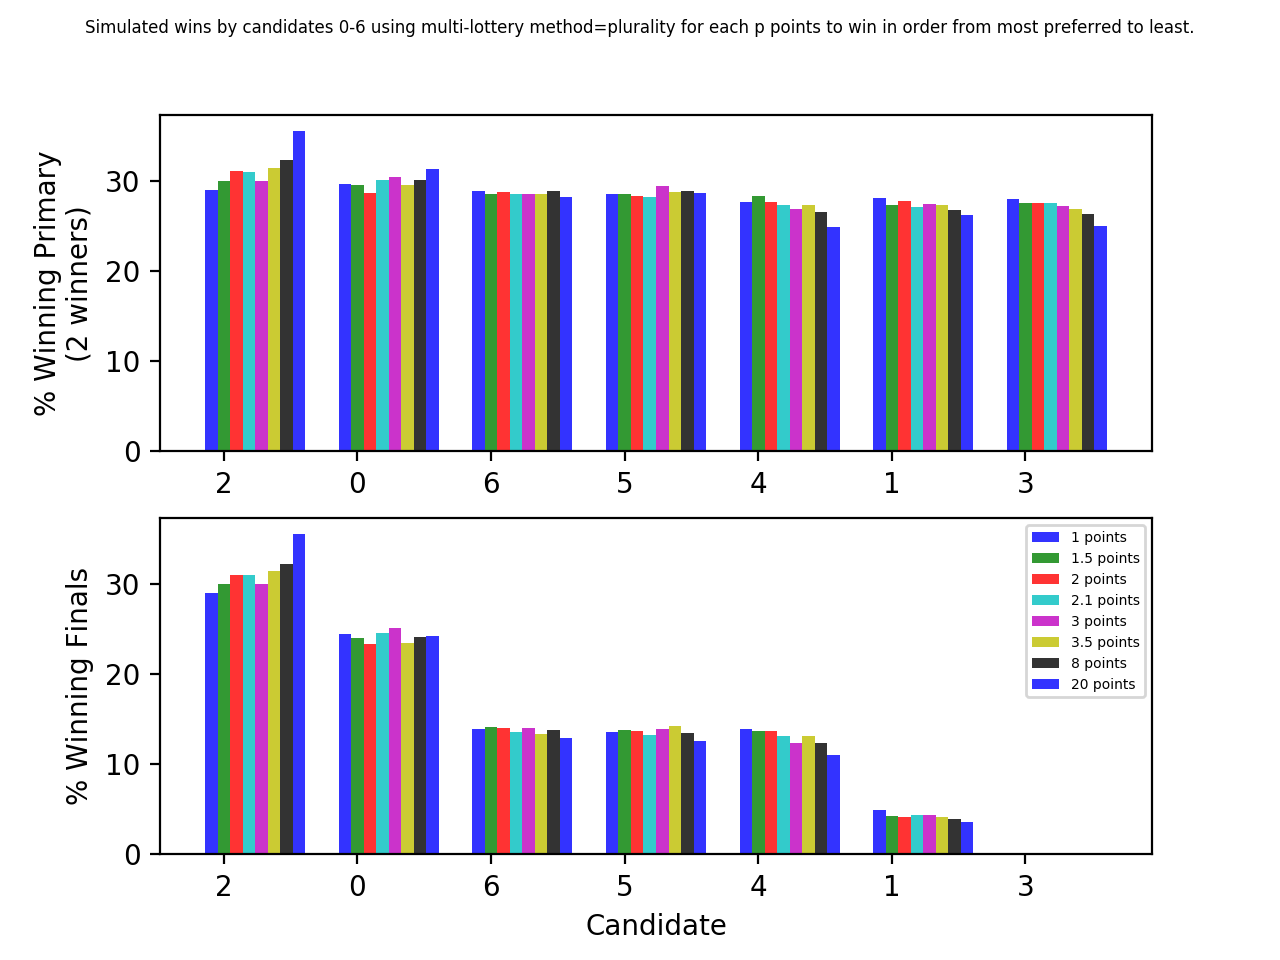 Simulated wins by candidates 0-6 using multi-lottery method=plurality for each p points to win in order from most preferred to least.
% Winning Primary
(2 winners)
30
20
10
0
2 0 6 5 4 1 3
% Winning Finals
30
20
10
0
1 points
1.5 points
2 points
2.1 points
3 points
3.5 points
8 points
20 points
2 0 6 5 4 1 3
Candidate